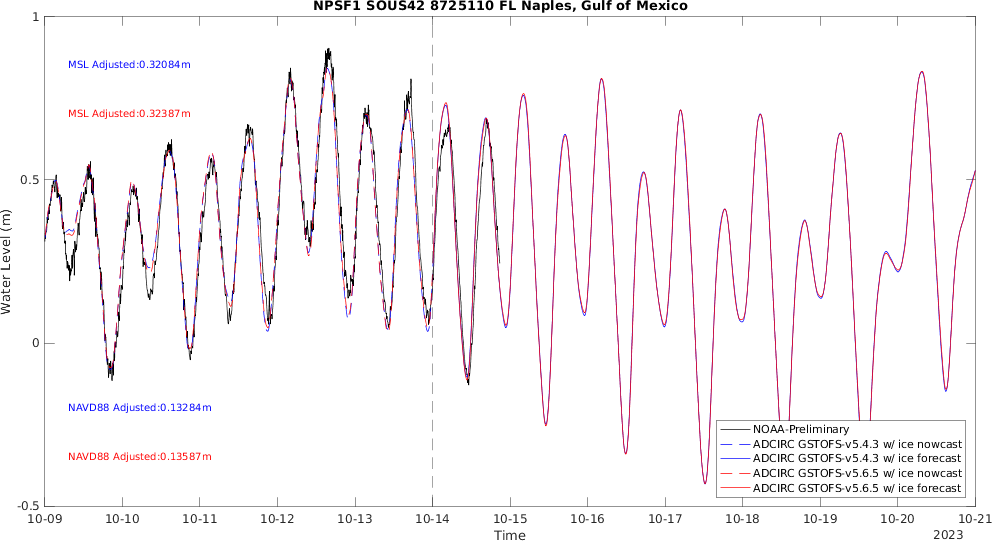 NPSF1 SOUS42 8725110 FL Naples, Gulf of Mexico
1
0.5
0
-0.5
Water Level (m)
MSL Adjusted:0.32084m
MSL Adjusted:0.32387m
NAVD88 Adjusted:0.13284m
NAVD88 Adjusted:0.13587m
NOAA-Preliminary
ADCIRC GSTOFS-v5.4.3 w/ ice nowcast
ADCIRC GSTOFS-v5.4.3 w/ ice forecast
ADCIRC GSTOFS-v5.6.5 w/ ice nowcast
ADCIRC GSTOFS-v5.6.5 w/ ice forecast
10-09 10-10 10-11 10-12 10-13 10-14 10-15 10-16 10-17 10-18 10-19 10-20 10-21
Time
2023